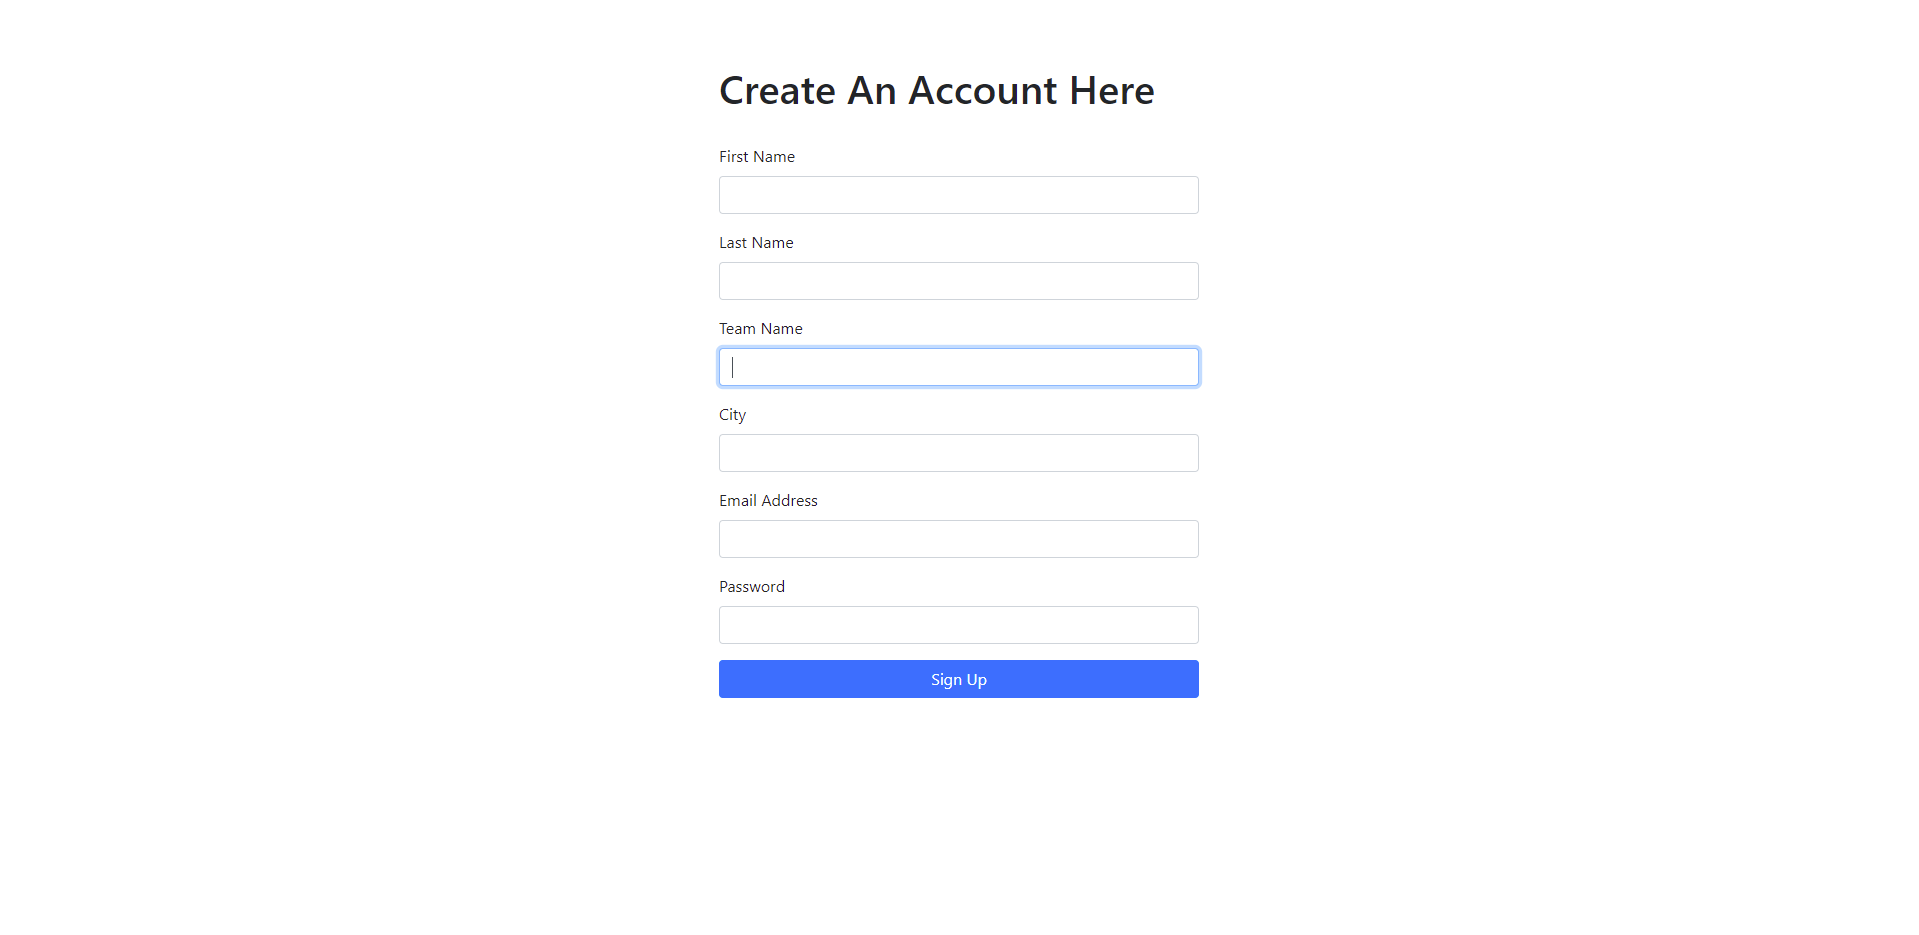 Create An Account Here
First Name
Last Name
Team Name
City
Email Address
Password
Sign Up